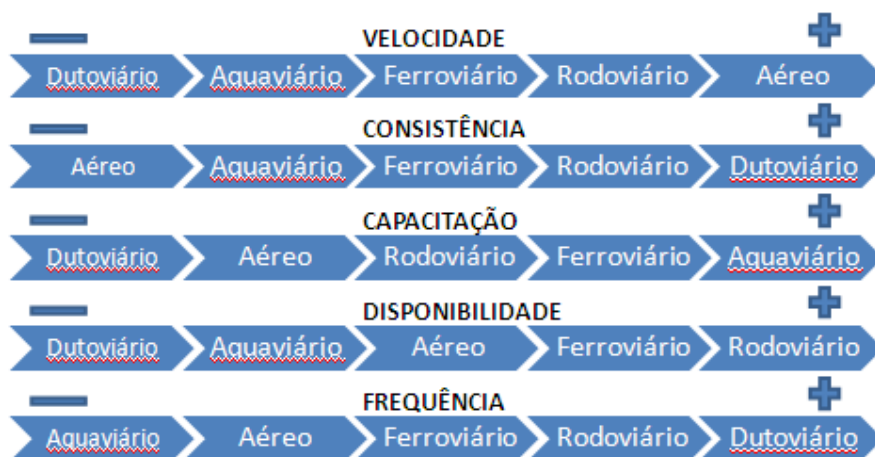 VELOCIDADE
Dutoviário Aquaviário Ferroviário Rodoviário Aéreo
CONSISTÊNCIA
Aéreo Aquaviário Ferroviário Rodoviário Dutoviário
CAPACITAÇÃO
Dutoviário Aéreo Rodoviário Ferroviário Aquaviário
DISPONIBILIDADE
Dutoviário Aquaviário Aéreo Ferroviário Rodoviário
FREQUÊNCIA
Aquaviário Aéreo Ferroviário Rodoviário Dutoviário